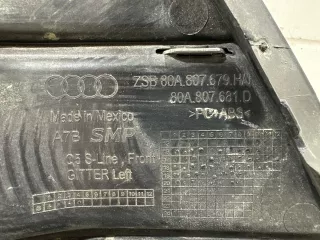 ZSB 80A.807.679.HAI
80A.807.681.D
Made in Mexico
>PC+ABS<
A7B SMP
Q5 S-Line, Front
GITTER Left